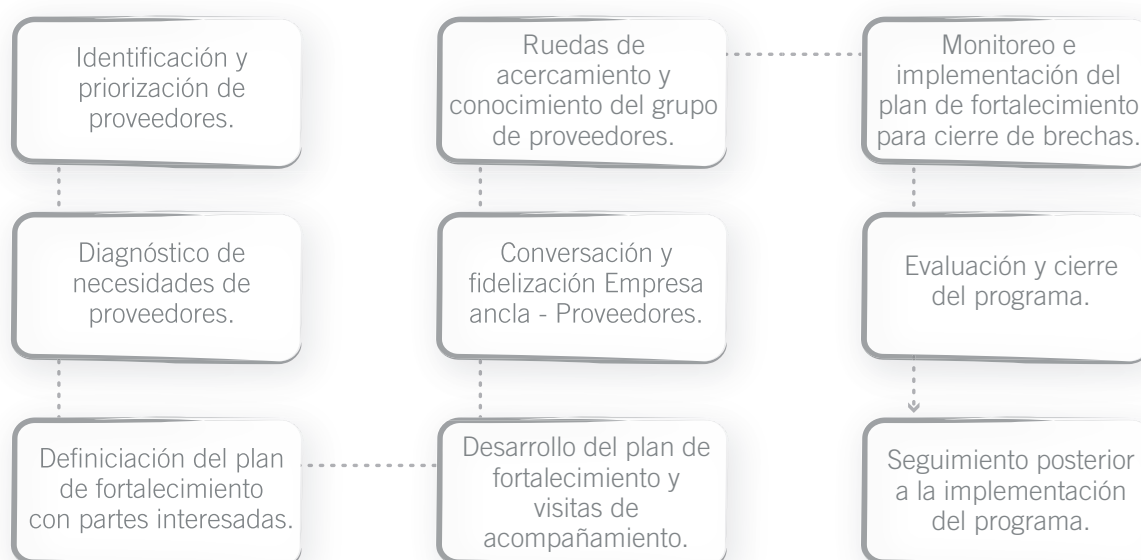 Identificación y
priorización de
proveedores.
Diagnóstico de
necesidades de
proveedores.
Definiciación del plan
de fortalecimiento
con partes interesadas.
Desarrollo del plan de
fortalecimiento y
visitas de
acompañamiento.
Conversación y
fidelización Empresa
ancla - Proveedores.
Ruedas de
acercamiento y
conocimiento del grupo
de proveedores.
Monitoreo e
implementación del
plan de fortalecimiento
para cierre de brechas.
Evaluación y cierre
del programa.
Seguimiento posterior
a la implementación
del programa.